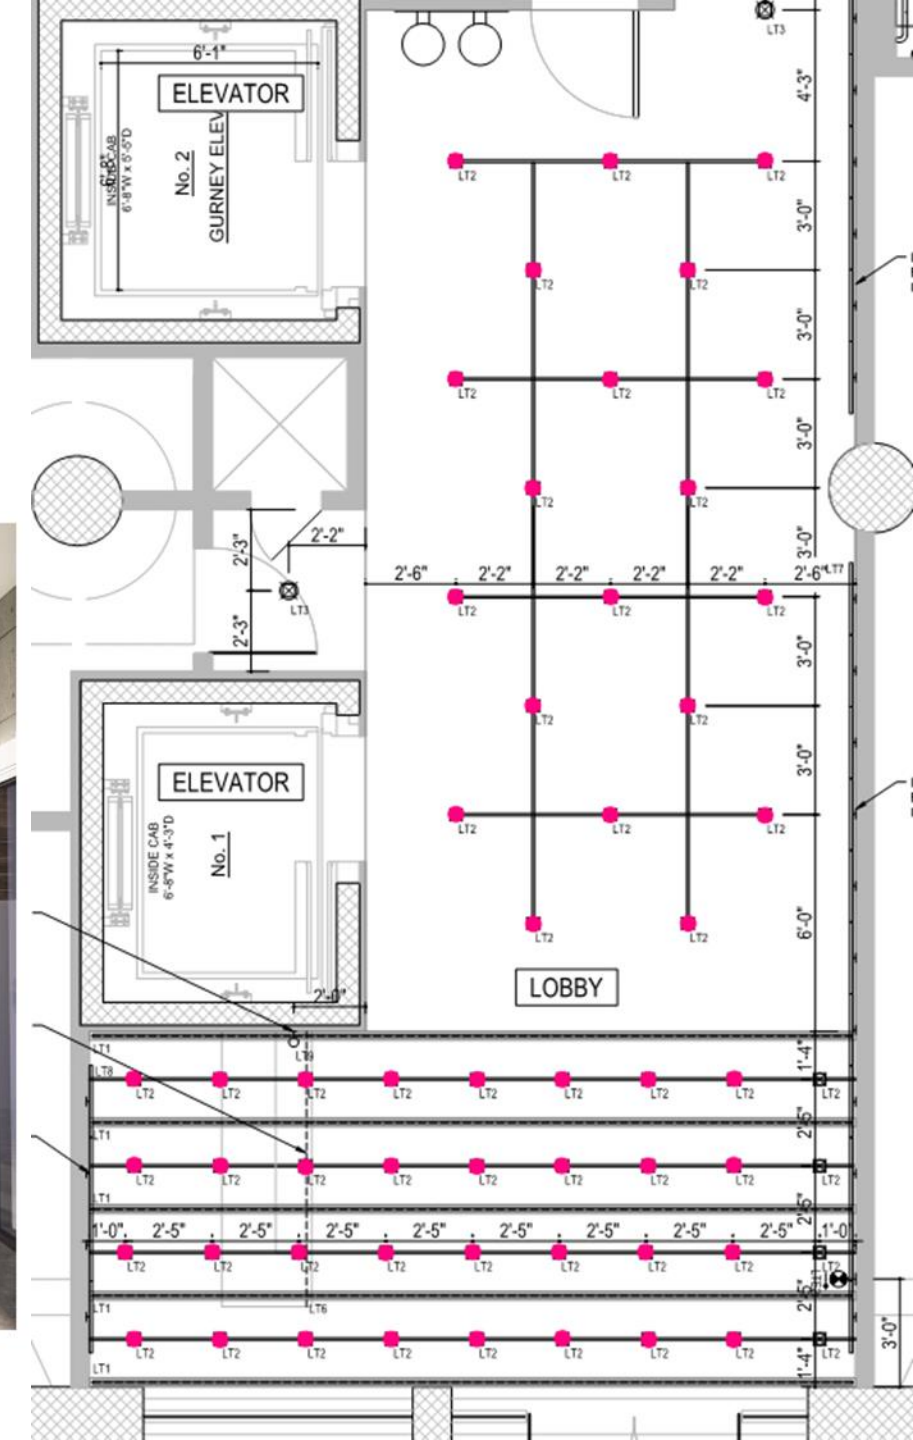 LT3
6'-1"
ELEVATOR
4'-3"
INSIDE CAB
6'-8"W x 5'-5"D
No. 2
GURNEY ELEV
LT2 LT2 LT2
3'-0"
LT2 LT2
3'-0"
LT2 LT2 LT2
3'-0"
LT2 LT2
3'-0"
2'-3" 2'-2"
2'-6" 2'-2" 2'-2" 2'-2" 2'-2" 2'-6" LT7
LT3
LT2 LT2 LT2
2'-3"
3'-0"
LT2 LT2
3'-0"
ELEVATOR
INSIDE CAB
6'-8"W x 4'-3"D
No. 1
LT2 LT2 LT2
6'-0"
LT2 LT2
LOBBY
2'-0"
LT1
LT9
1'-4"
LT8
LT2 LT2 LT2 LT2 LT2 LT2 LT2 LT2 LT2
2'-5"
LT1
LT2 LT2 LT2 LT2 LT2 LT2 LT2 LT2 LT2
LT1
2'-5"
1'-0" 2'-5" 2'-5" 2'-5" 2'-5" 2'-5" 2'-5" 2'-5" 2'-5" 1'-0"
LT2 LT2 LT2 LT2 LT2 LT2 LT2 LT2 LT2
2'-5"
LT1
LT6
3'-0"
LT2 LT2 LT2 LT2 LT2 LT2 LT2 LT2 LT2
1'-4"
LT1